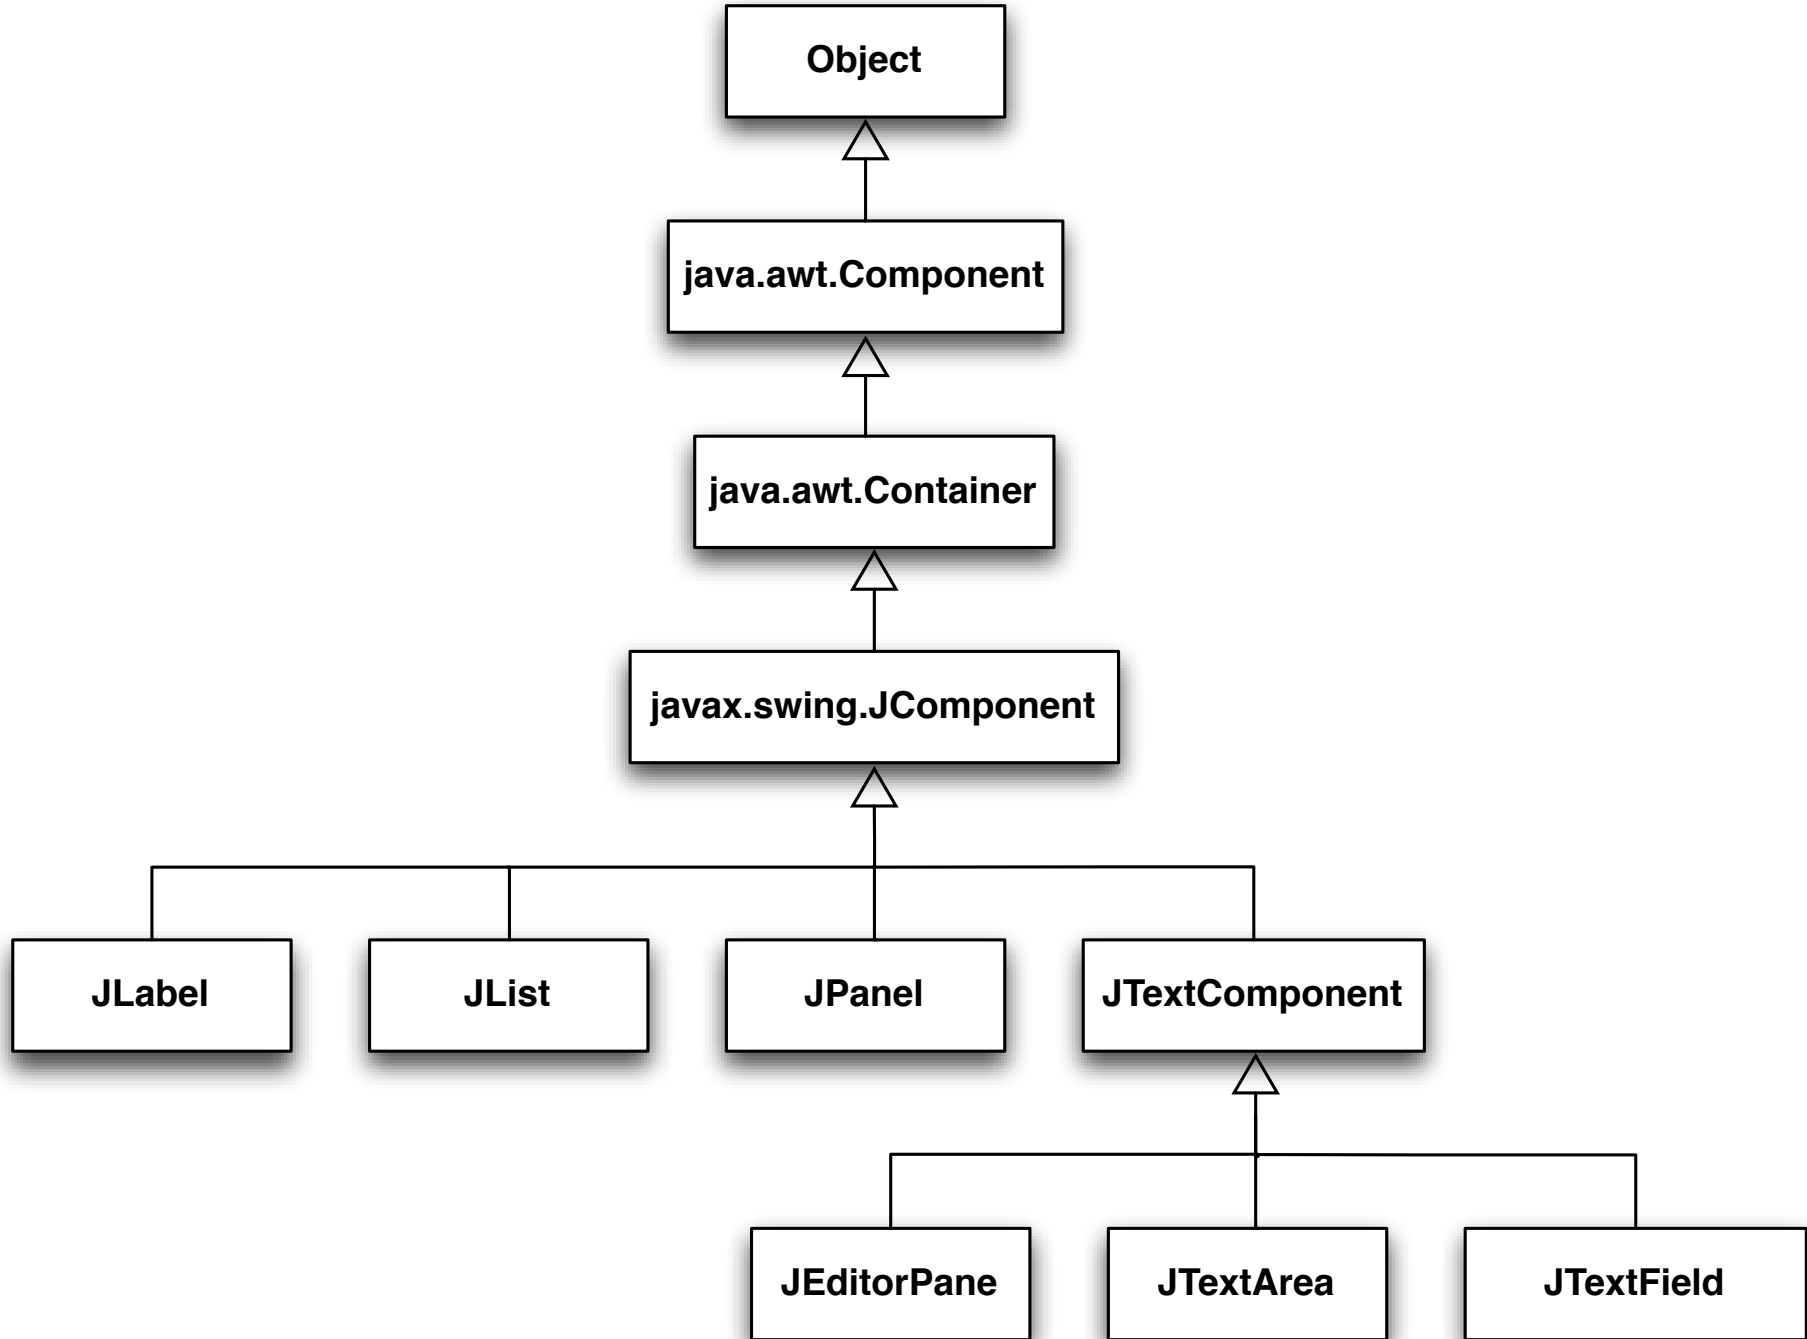 Object
java.awt.Component
java.awt.Container
javax.swing.JComponent
JLabel
JList
JPanel
JTextComponent
JEditorPane
JTextArea
JTextField